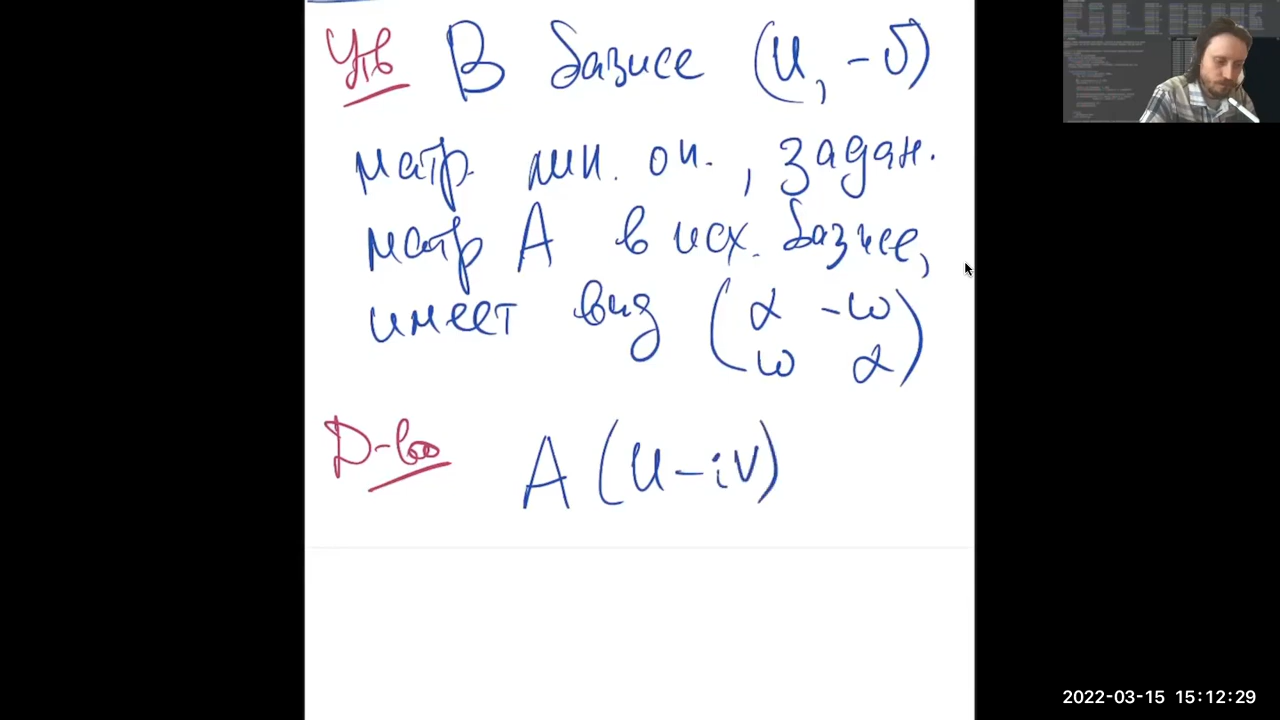 Утв В базисе (u, -v)
матр. лин. оп., задан.
матр A в исх. базисе,
имеет вид (α -ω
ω α)
Д-во A(u-iv)
2022-03-15 15:12:29